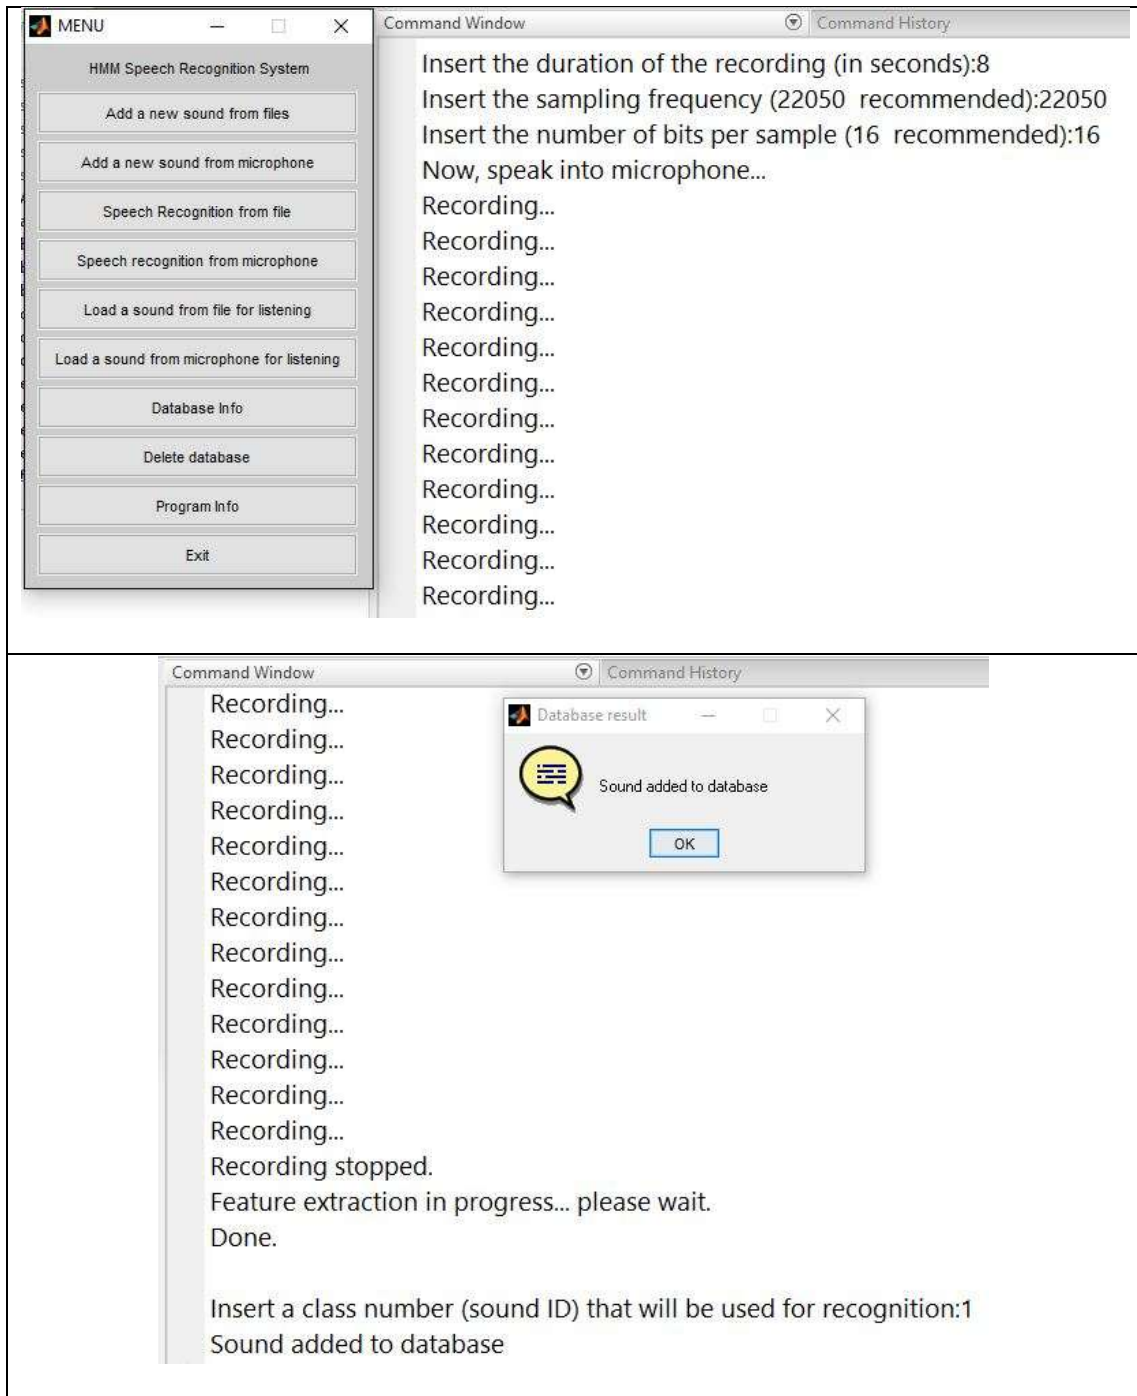 MENU
HMM Speech Recognition System
Add a new sound from files
Add a new sound from microphone
Speech Recognition from file
Speech recognition from microphone
Load a sound from file for listening
Load a sound from microphone for listening
Database Info
Delete database
Program Info
Exit
Command Window
Command History
Insert the duration of the recording (in seconds):8
Insert the sampling frequency (22050 recommended):22050
Insert the number of bits per sample (16 recommended):16
Now, speak into microphone...
Recording...
Recording...
Recording...
Recording...
Recording...
Recording...
Recording...
Recording...
Recording...
Recording...
Recording...
Recording...
Command Window
Command History
Recording...
Recording...
Recording...
Recording...
Recording...
Recording...
Recording...
Recording...
Recording...
Recording...
Recording...
Recording...
Recording...
Recording stopped.
Feature extraction in progress... please wait.
Done.
Insert a class number (sound ID) that will be used for recognition:1
Sound added to database
Database result
Sound added to database
OK